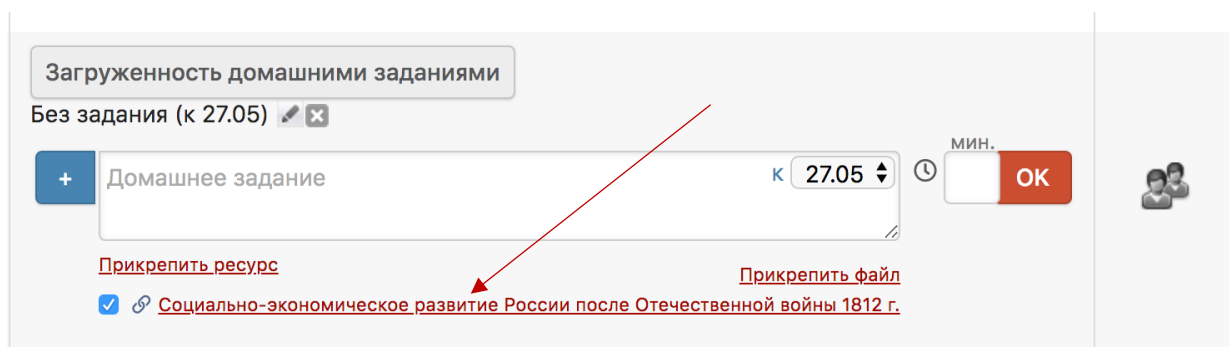 Загруженность домашними заданиями
Без задания (к 27.05)
мин.
+ Домашнее задание к 27.05 OK
Прикрепить ресурс
Прикрепить файл
Социально-экономическое развитие России после Отечественной войны 1812 г.